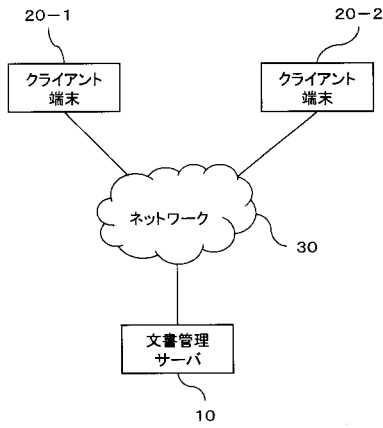 20-1
20-2
クライアント
端末
クライアント
端末
ネットワーク
30
文書管理
サーバ
10